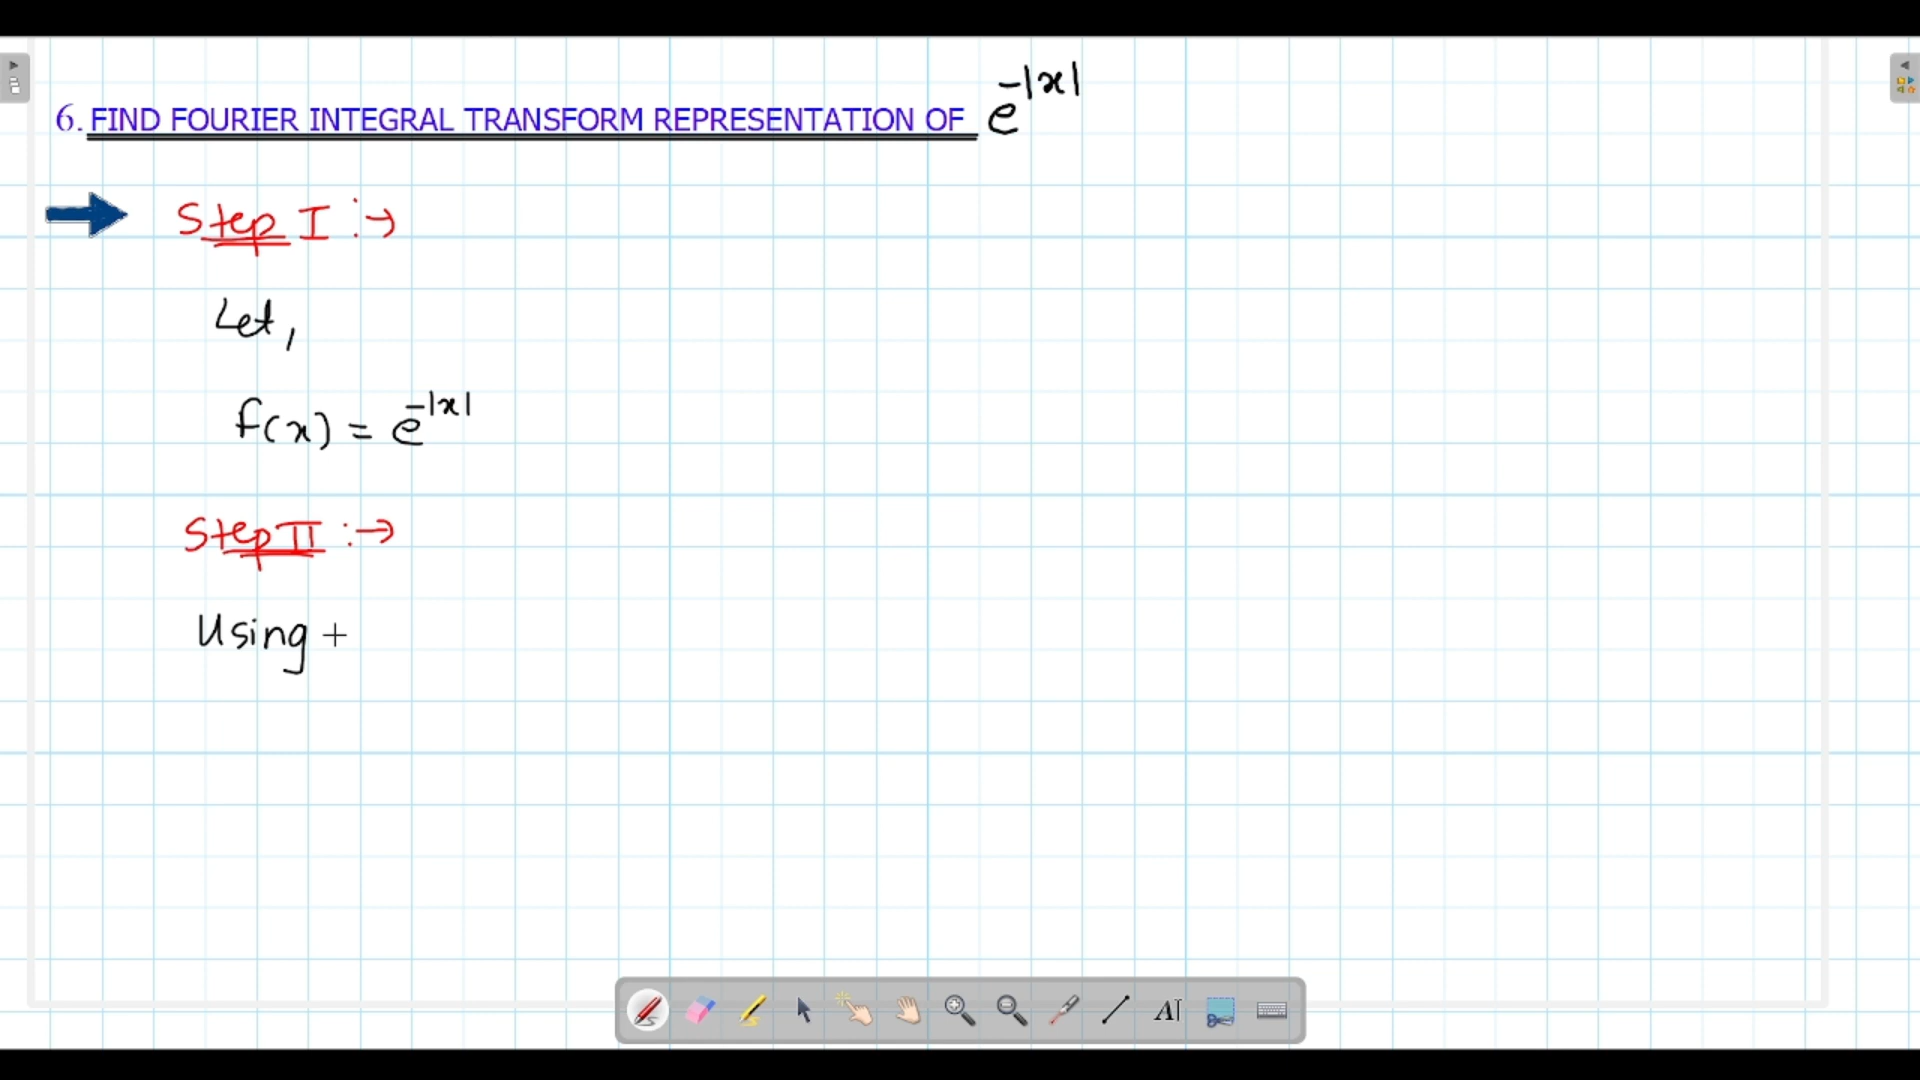 6. FIND FOURIER INTEGRAL TRANSFORM REPRESENTATION OF e^{-|x|}
Step I :→
Let,
f(x) = e^{-|x|}
Step II :→
Using +